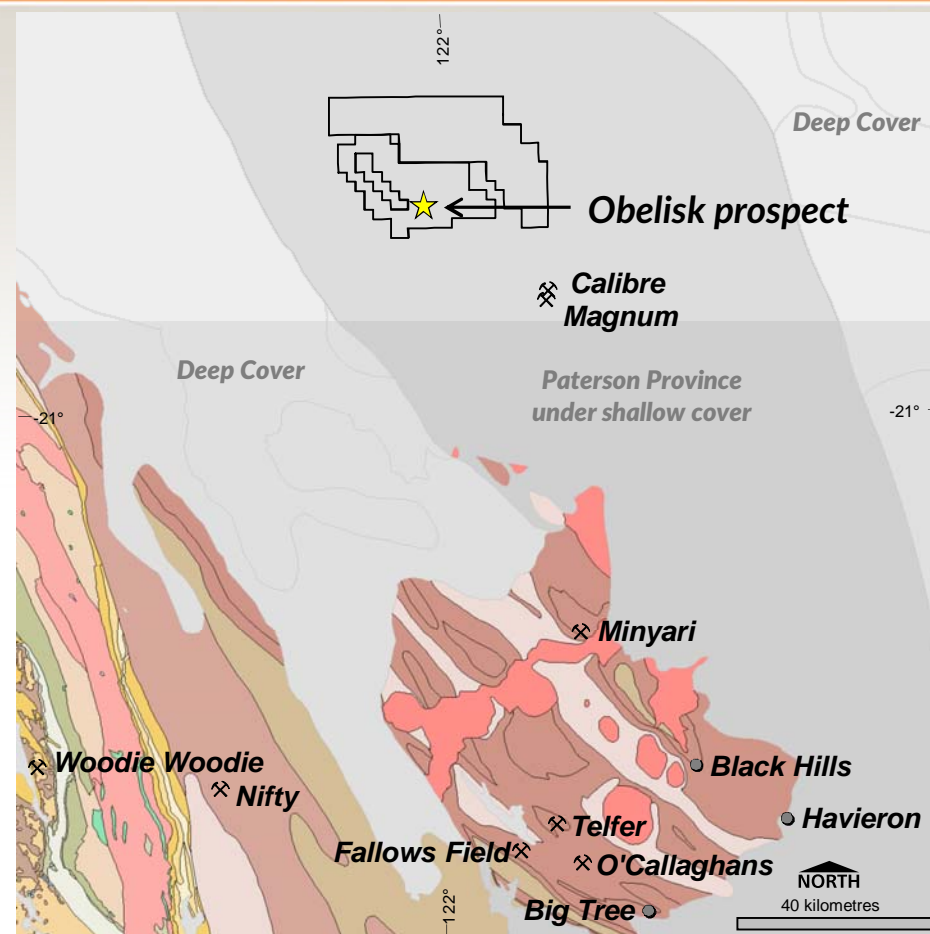 122°
Deep Cover
Obelisk prospect
Calibre
Magnum
Deep Cover
Paterson Province
under shallow cover
-21°
-21°
Minyari
Woodie Woodie
Nifty
Black Hills
Havieron
Telfer
Fallows Field
O'Callaghans
NORTH
40 kilometres
Big Tree
122°